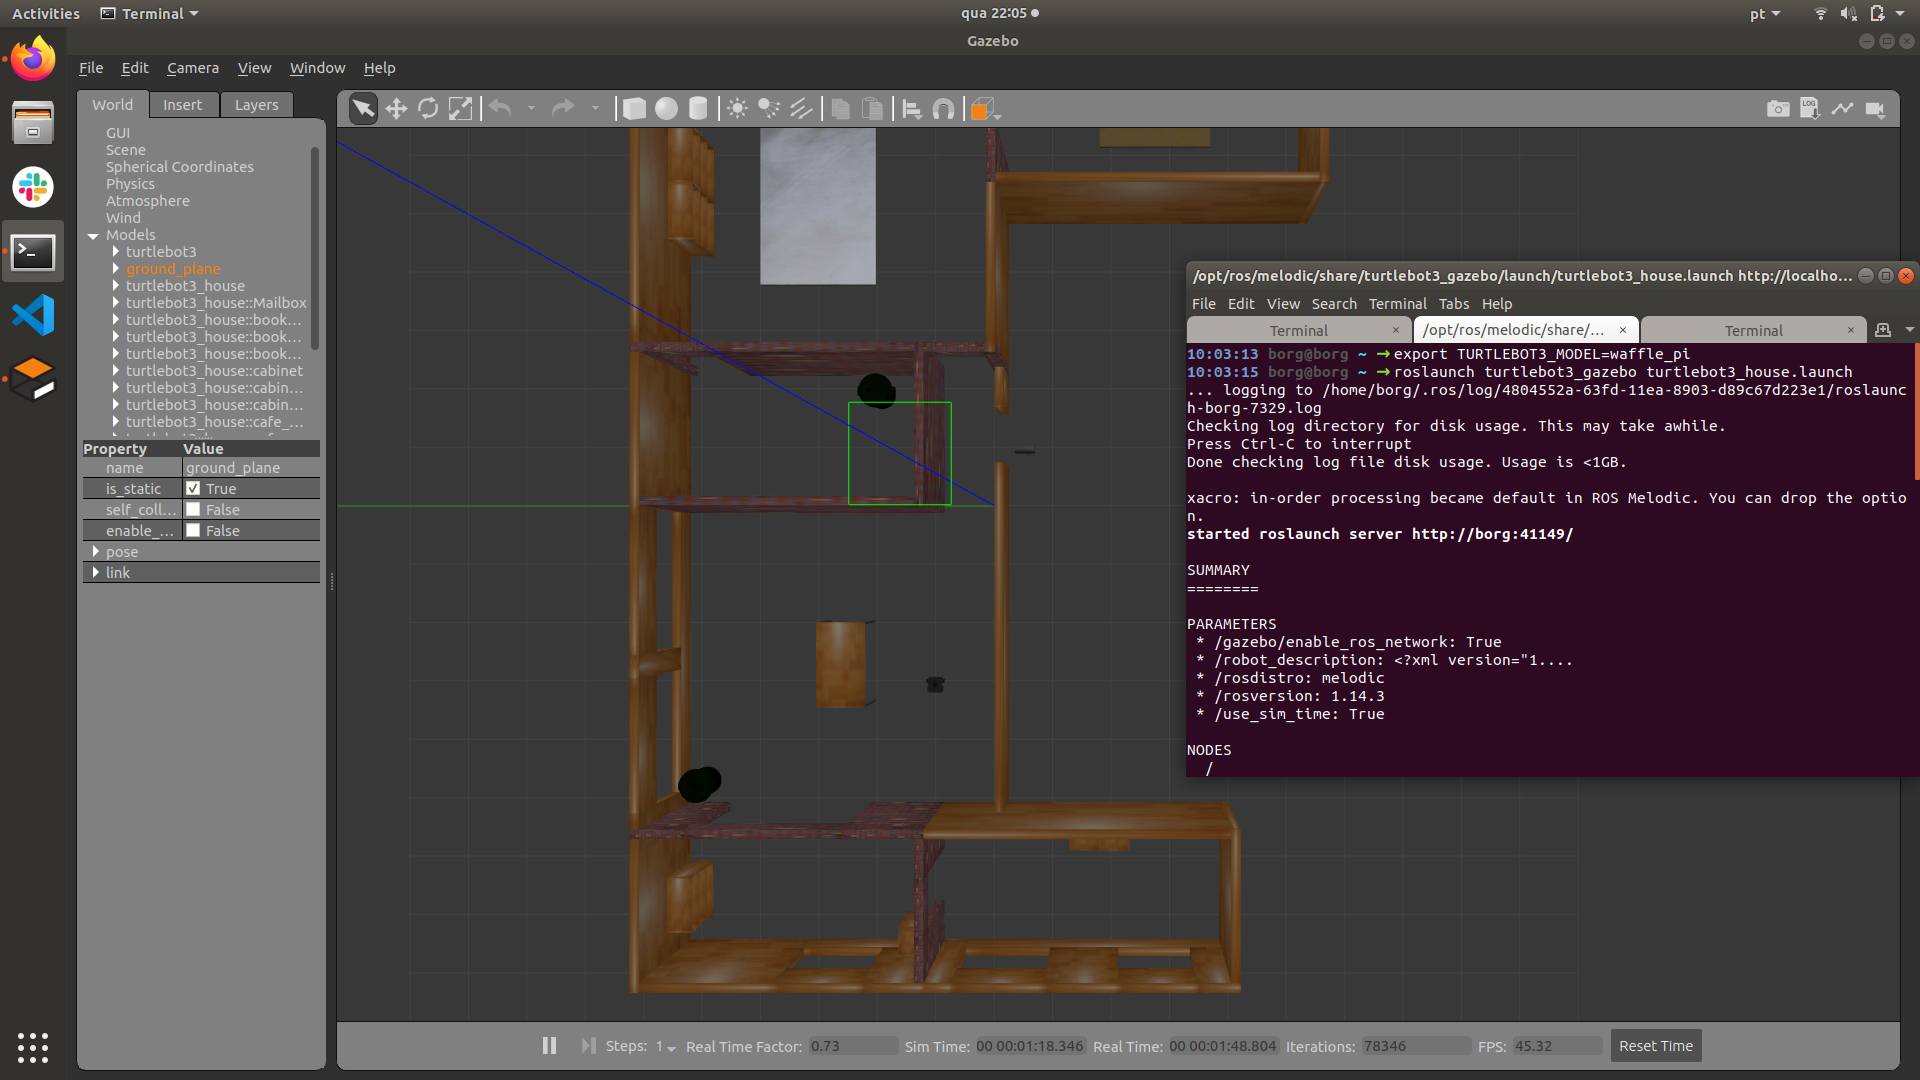 Activities
Terminal
qua 22:05
pt
Gazebo
File Edit Camera View Window Help
World Insert Layers
GUI
Scene
Spherical Coordinates
Physics
Atmosphere
Wind
Models
turtlebot3
ground_plane
turtlebot3_house
turtlebot3_house::Mailbox
turtlebot3_house::book...
turtlebot3_house::book...
turtlebot3_house::book...
turtlebot3_house::cabinet
turtlebot3_house::cabin...
turtlebot3_house::cabin...
turtlebot3_house::cafe_...
Property Value
name ground_plane
is_static True
self_coll... False
enable_... False
pose
link
LOG
/opt/ros/melodic/share/turtlebot3_gazebo/launch/turtlebot3_house.launch http://localho...
File Edit View Search Terminal Tabs Help
Terminal × /opt/ros/melodic/share/... × Terminal ×
10:03:13 borg@borg ~ →export TURTLEBOT3_MODEL=waffle_pi
10:03:15 borg@borg ~ →roslaunch turtlebot3_gazebo turtlebot3_house.launch
... logging to /home/borg/.ros/log/4804552a-63fd-11ea-8903-d89c67d223e1/roslaunc
h-borg-7329.log
Checking log directory for disk usage. This may take awhile.
Press Ctrl-C to interrupt
Done checking log file disk usage. Usage is <1GB.
xacro: in-order processing became default in ROS Melodic. You can drop the optio
n.
started roslaunch server http://borg:41149/
SUMMARY
========
PARAMETERS
* /gazebo/enable_ros_network: True
* /robot_description: <?xml version="1....
* /rosdistro: melodic
* /rosversion: 1.14.3
* /use_sim_time: True
NODES
/
Steps: 1 Real Time Factor: 0.73 Sim Time: 00 00:01:18.346 Real Time: 00 00:01:48.804 Iterations: 78346 FPS: 45.32 Reset Time